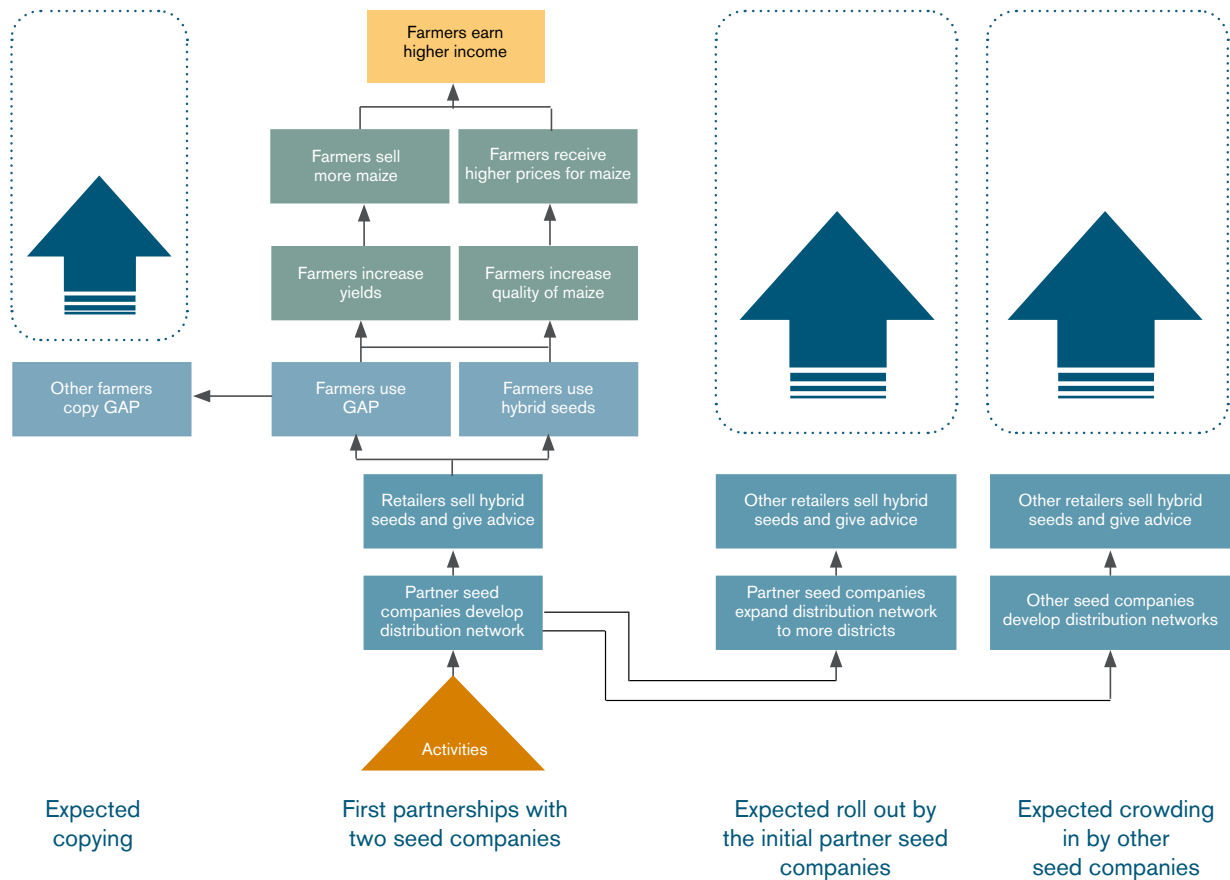 Farmers earn
higher income
Farmers sell
more maize
Farmers receive
higher prices for maize
Farmers increase
yields
Farmers increase
quality of maize
Other farmers
copy GAP
Farmers use
GAP
Farmers use
hybrid seeds
Retailers sell hybrid
seeds and give advice
Other retailers sell hybrid
seeds and give advice
Other retailers sell hybrid
seeds and give advice
Partner seed
companies develop
distribution network
Partner seed companies
expand distribution network
to more districts
Other seed companies
develop distribution networks
Activities
Expected
copying
First partnerships with
two seed companies
Expected roll out by
the initial partner seed
companies
Expected crowding
in by other
seed companies